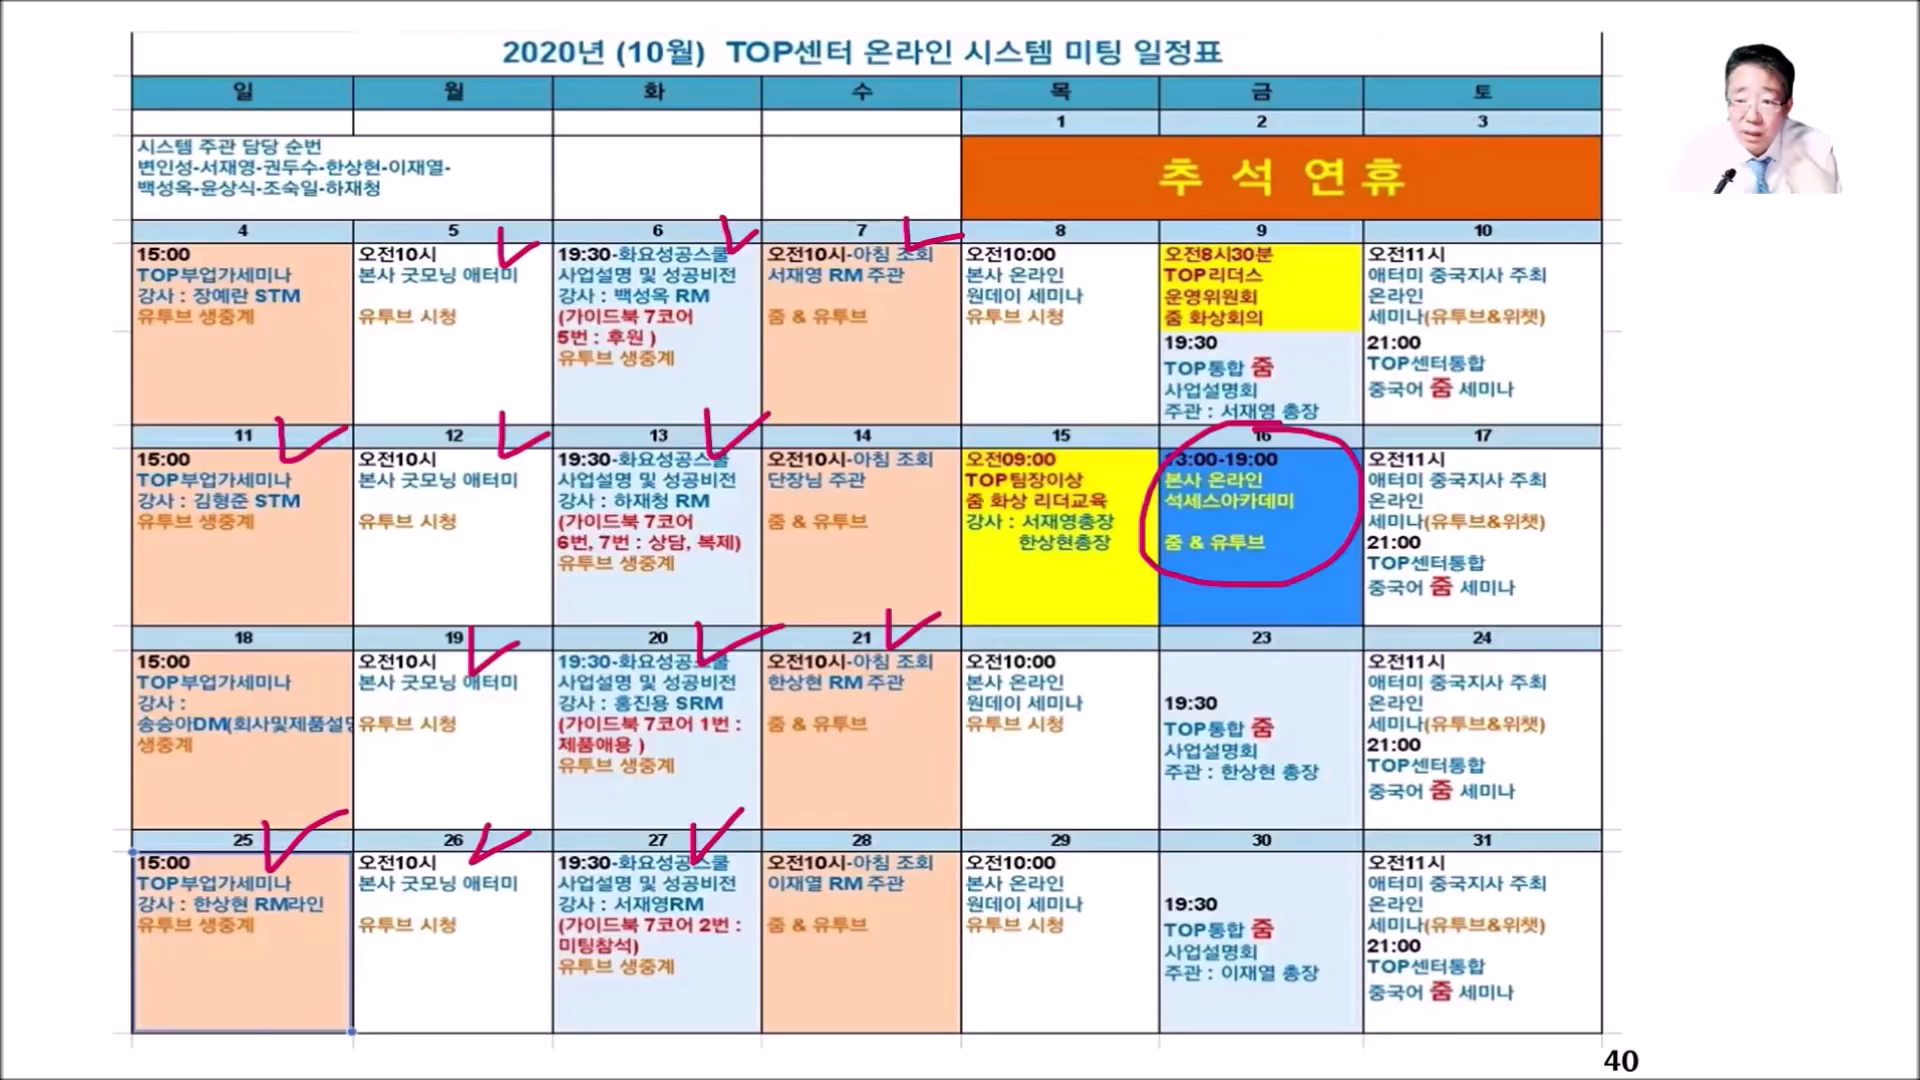 2020년 (10월) TOP센터 온라인 시스템 미팅 일정표
일 월 화 수 목 금 토
1 2 3
시스템 주관 담당 순번
변인성-서재영-권두수-한상현-이재열-
백성옥-윤상식-조숙일-하재청
추 석 연 휴
4 5 6 7 8 9 10
15:00
TOP부업가세미나
강사 : 장예란 STM
유투브 생중계
오전10시
본사 굿모닝 애터미
유투브 시청
19:30-화요성공스쿨
사업설명 및 성공비전
강사 : 백성옥 RM
(가이드북 7코어
5번 : 후원 )
유투브 생중계
오전10시-아침 조회
서재영 RM 주관
줌 & 유투브
오전10:00
본사 온라인
원데이 세미나
유투브 시청
오전8시30분
TOP리더스
운영위원회
줌 화상회의
19:30
TOP통합 줌
사업설명회
주관 : 서재영 총장
오전11시
애터미 중국지사 주최
온라인
세미나(유투브&위챗)
21:00
TOP센터통합
중국어 줌 세미나
11 12 13 14 15 16 17
15:00
TOP부업가세미나
강사 : 김형준 STM
유투브 생중계
오전10시
본사 굿모닝 애터미
유투브 시청
19:30-화요성공스쿨
사업설명 및 성공비전
강사 : 하재청 RM
(가이드북 7코어
6번, 7번 : 상담, 복제)
유투브 생중계
오전10시-아침 조회
단장님 주관
줌 & 유투브
오전09:00
TOP팀장이상
줌 화상 리더교육
강사 : 서재영총장
한상현총장
13:00-19:00
본사 온라인
석세스아카데미
줌 & 유투브
오전11시
애터미 중국지사 주최
온라인
세미나(유투브&위챗)
21:00
TOP센터통합
중국어 줌 세미나
18 19 20 21 23 24
15:00
TOP부업가세미나
강사 :
송승아DM(회사및제품설명
생중계
오전10시
본사 굿모닝 애터미
유투브 시청
19:30-화요성공스쿨
사업설명 및 성공비전
강사 : 홍진용 SRM
(가이드북 7코어 1번 :
제품애용 )
유투브 생중계
오전10시-아침 조회
한상현 RM 주관
줌 & 유투브
오전10:00
본사 온라인
원데이 세미나
유투브 시청
19:30
TOP통합 줌
사업설명회
주관 : 한상현 총장
오전11시
애터미 중국지사 주최
온라인
세미나(유투브&위챗)
21:00
TOP센터통합
중국어 줌 세미나
25 26 27 28 29 30 31
15:00
TOP부업가세미나
강사 : 한상현 RM라인
유투브 생중계
오전10시
본사 굿모닝 애터미
유투브 시청
19:30-화요성공스쿨
사업설명 및 성공비전
강사 : 서재영RM
(가이드북 7코어 2번 :
미팅참석)
유투브 생중계
오전10시-아침 조회
이재열 RM 주관
줌 & 유투브
오전10:00
본사 온라인
원데이 세미나
유투브 시청
19:30
TOP통합 줌
사업설명회
주관 : 이재열 총장
오전11시
애터미 중국지사 주최
온라인
세미나(유투브&위챗)
21:00
TOP센터통합
중국어 줌 세미나
40